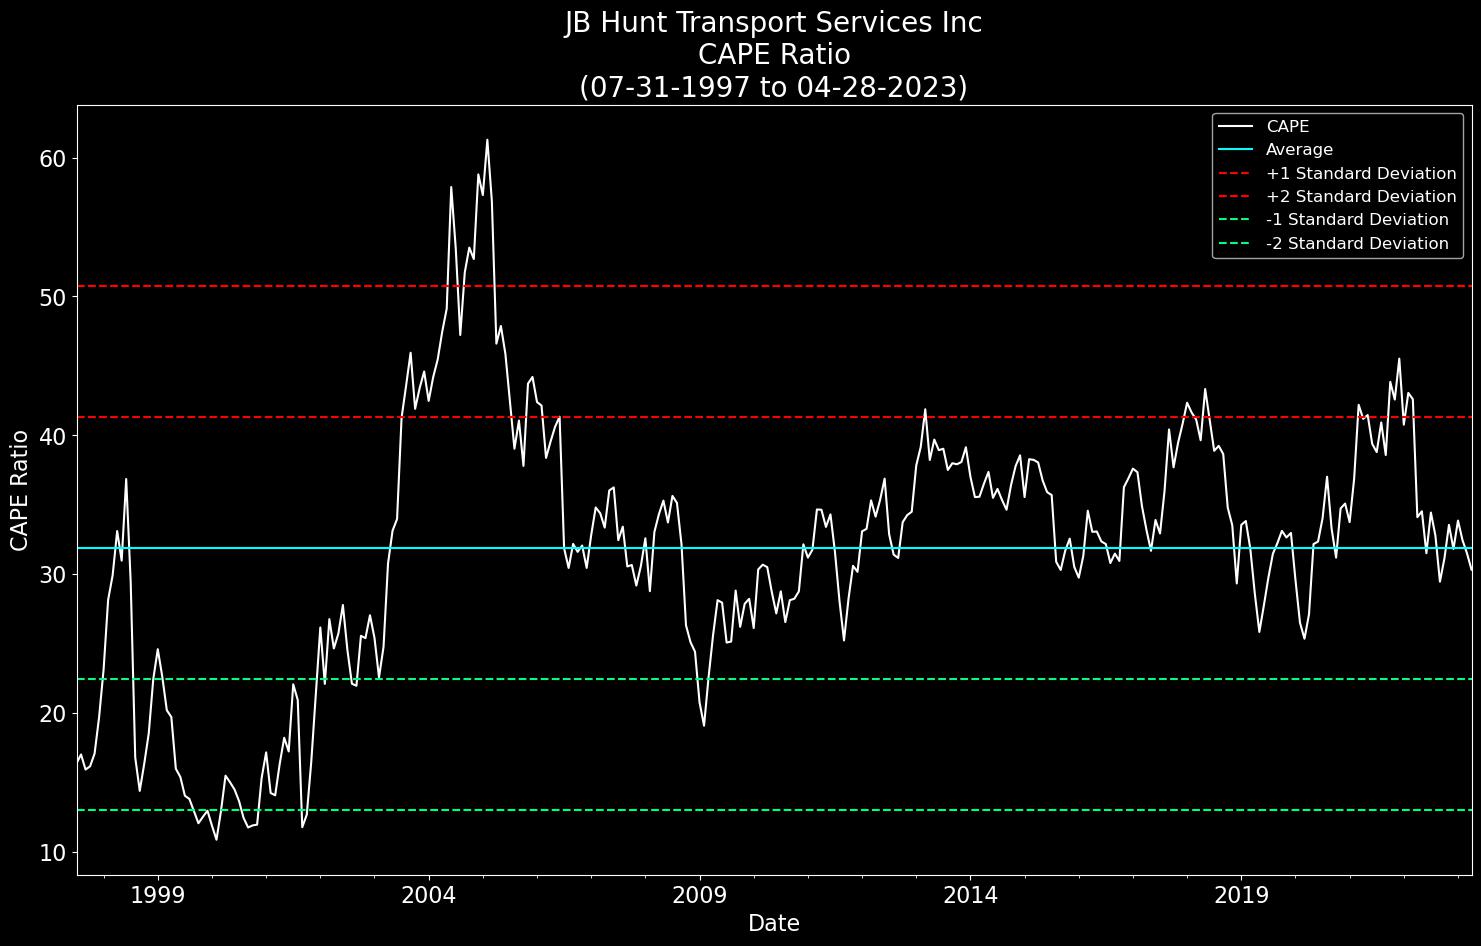 JB Hunt Transport Services Inc
CAPE Ratio
(07-31-1997 to 04-28-2023)
CAPE
Average
+1 Standard Deviation
+2 Standard Deviation
-1 Standard Deviation
-2 Standard Deviation
60
50
40
30
20
10
CAPE Ratio
1999
2004
2009
2014
2019
Date